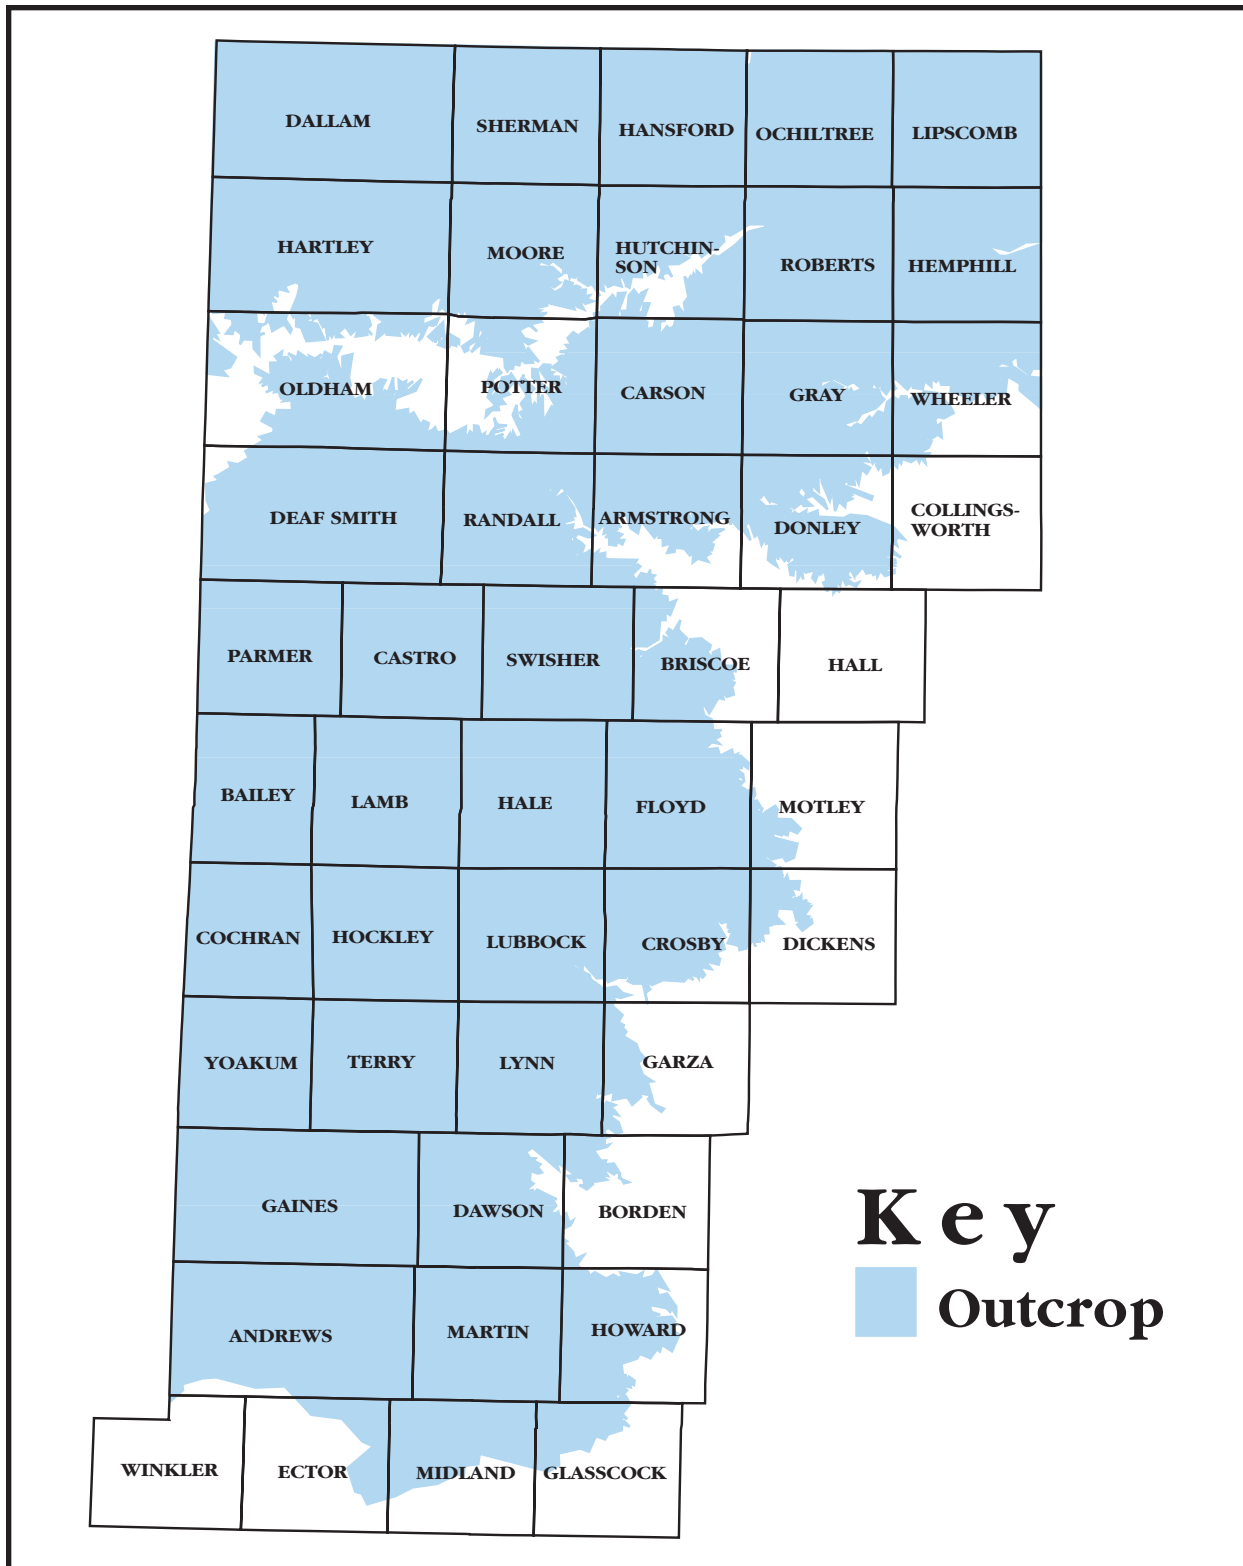 DALLAM
SHERMAN
HANSFORD
OCHILTREE
LIPSCOMB
HARTLEY
MOORE
HUTCHIN-
SON
ROBERTS
HEMPHILL
OLDHAM
POTTER
CARSON
GRAY
WHEELER
DEAF SMITH
RANDALL
ARMSTRONG
DONLEY
COLLINGS-
WORTH
PARMER
CASTRO
SWISHER
BRISCOE
HALL
BAILEY
LAMB
HALE
FLOYD
MOTLEY
COCHRAN
HOCKLEY
LUBBOCK
CROSBY
DICKENS
YOAKUM
TERRY
LYNN
GARZA
GAINES
DAWSON
BORDEN
ANDREWS
MARTIN
HOWARD
WINKLER
ECTOR
MIDLAND
GLASSCOCK
Key
Outcrop